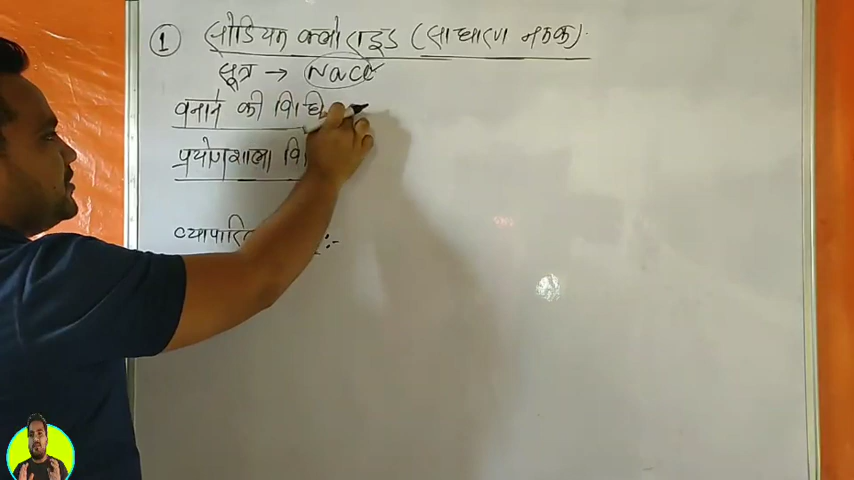 ① सोडियम क्लोराइड (साधारण नमक)
सूत्र → NaCl
बनाने की विधि
प्रयोगशाला
:-